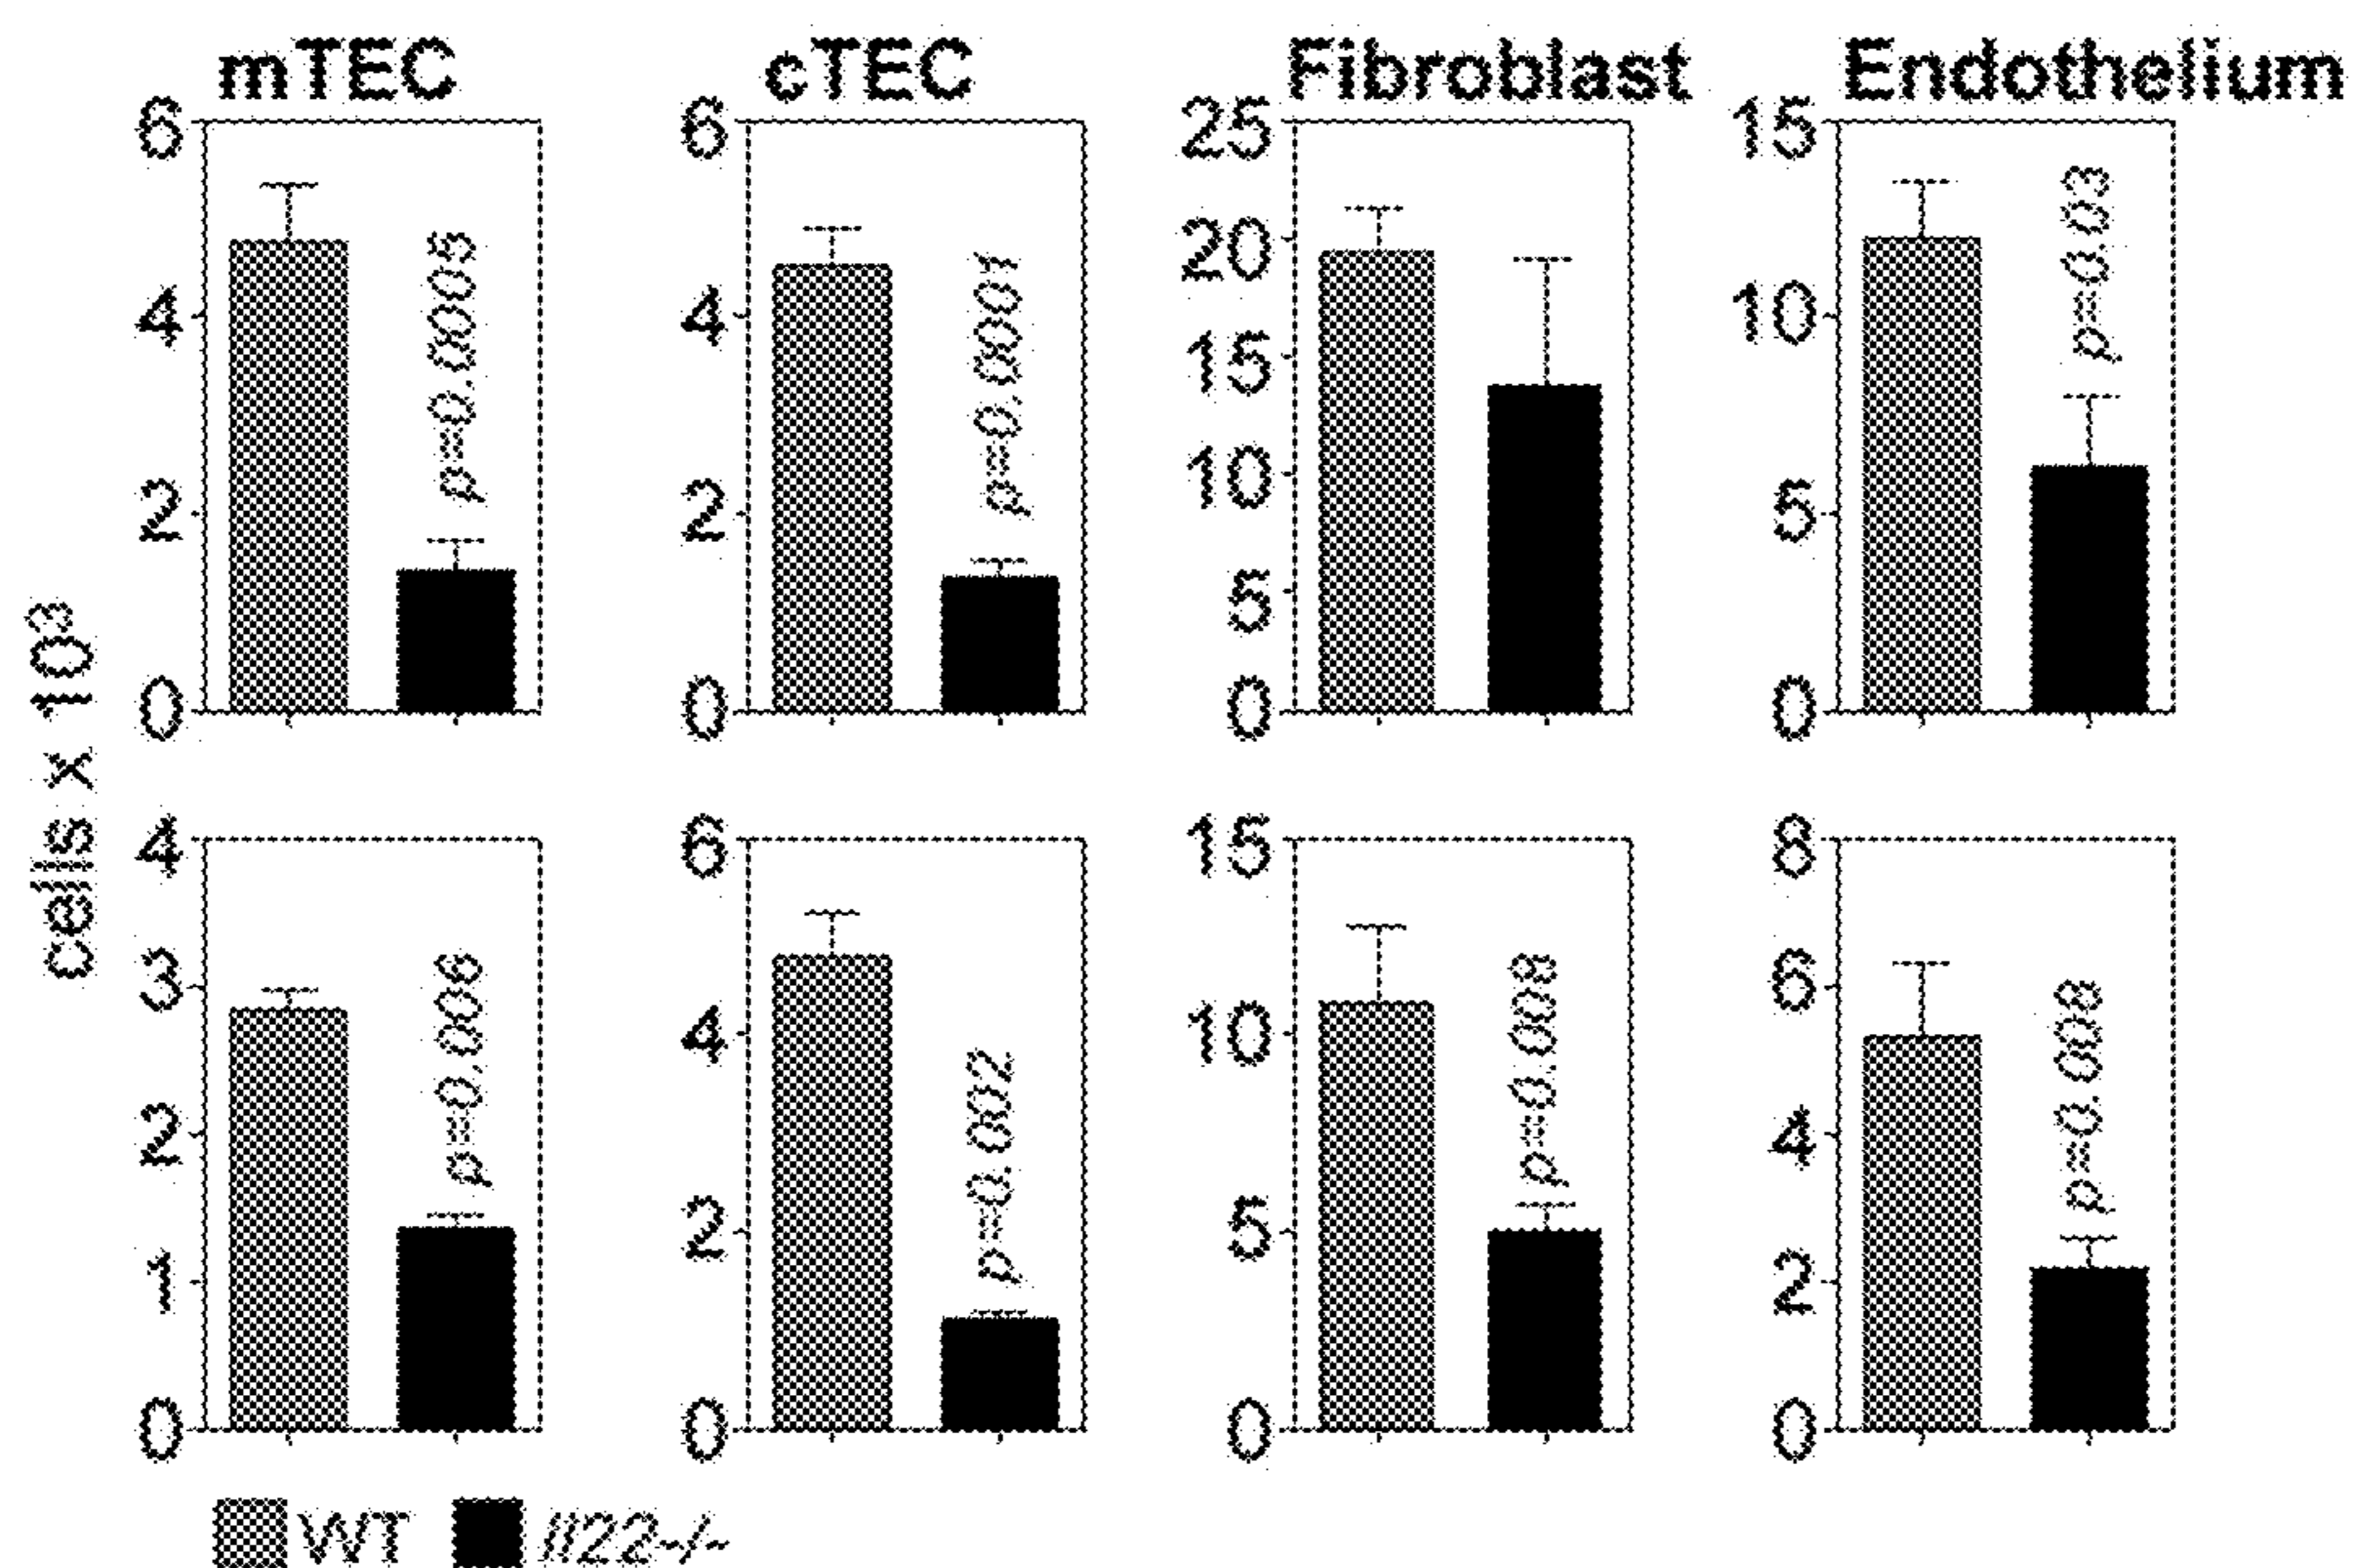 mTEC cTEC Fibroblast Endothelium
6 6 25 15
20
4 p=0.0005 4 p=0.0001 15 10 p=0.03
10
2 2 5 5
0 0 0 0
cells x 10³
4 6 15 8
3 p=0.006 4 10 p=0.008 6 p=0.008
2 p=0.002 4
1 2 5 2
0 0 0 0
WT Il22-/-